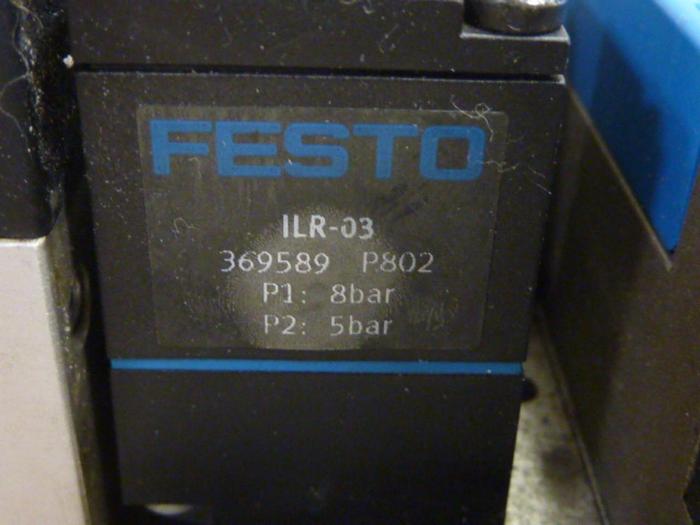 FESTO
ILR-03
369589 P802
P1: 8bar
P2: 5bar